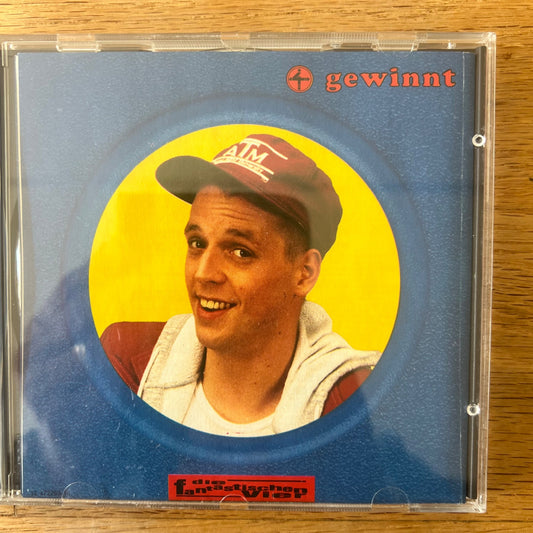 4 gewinnt
ATM
die
fantastischen
vier